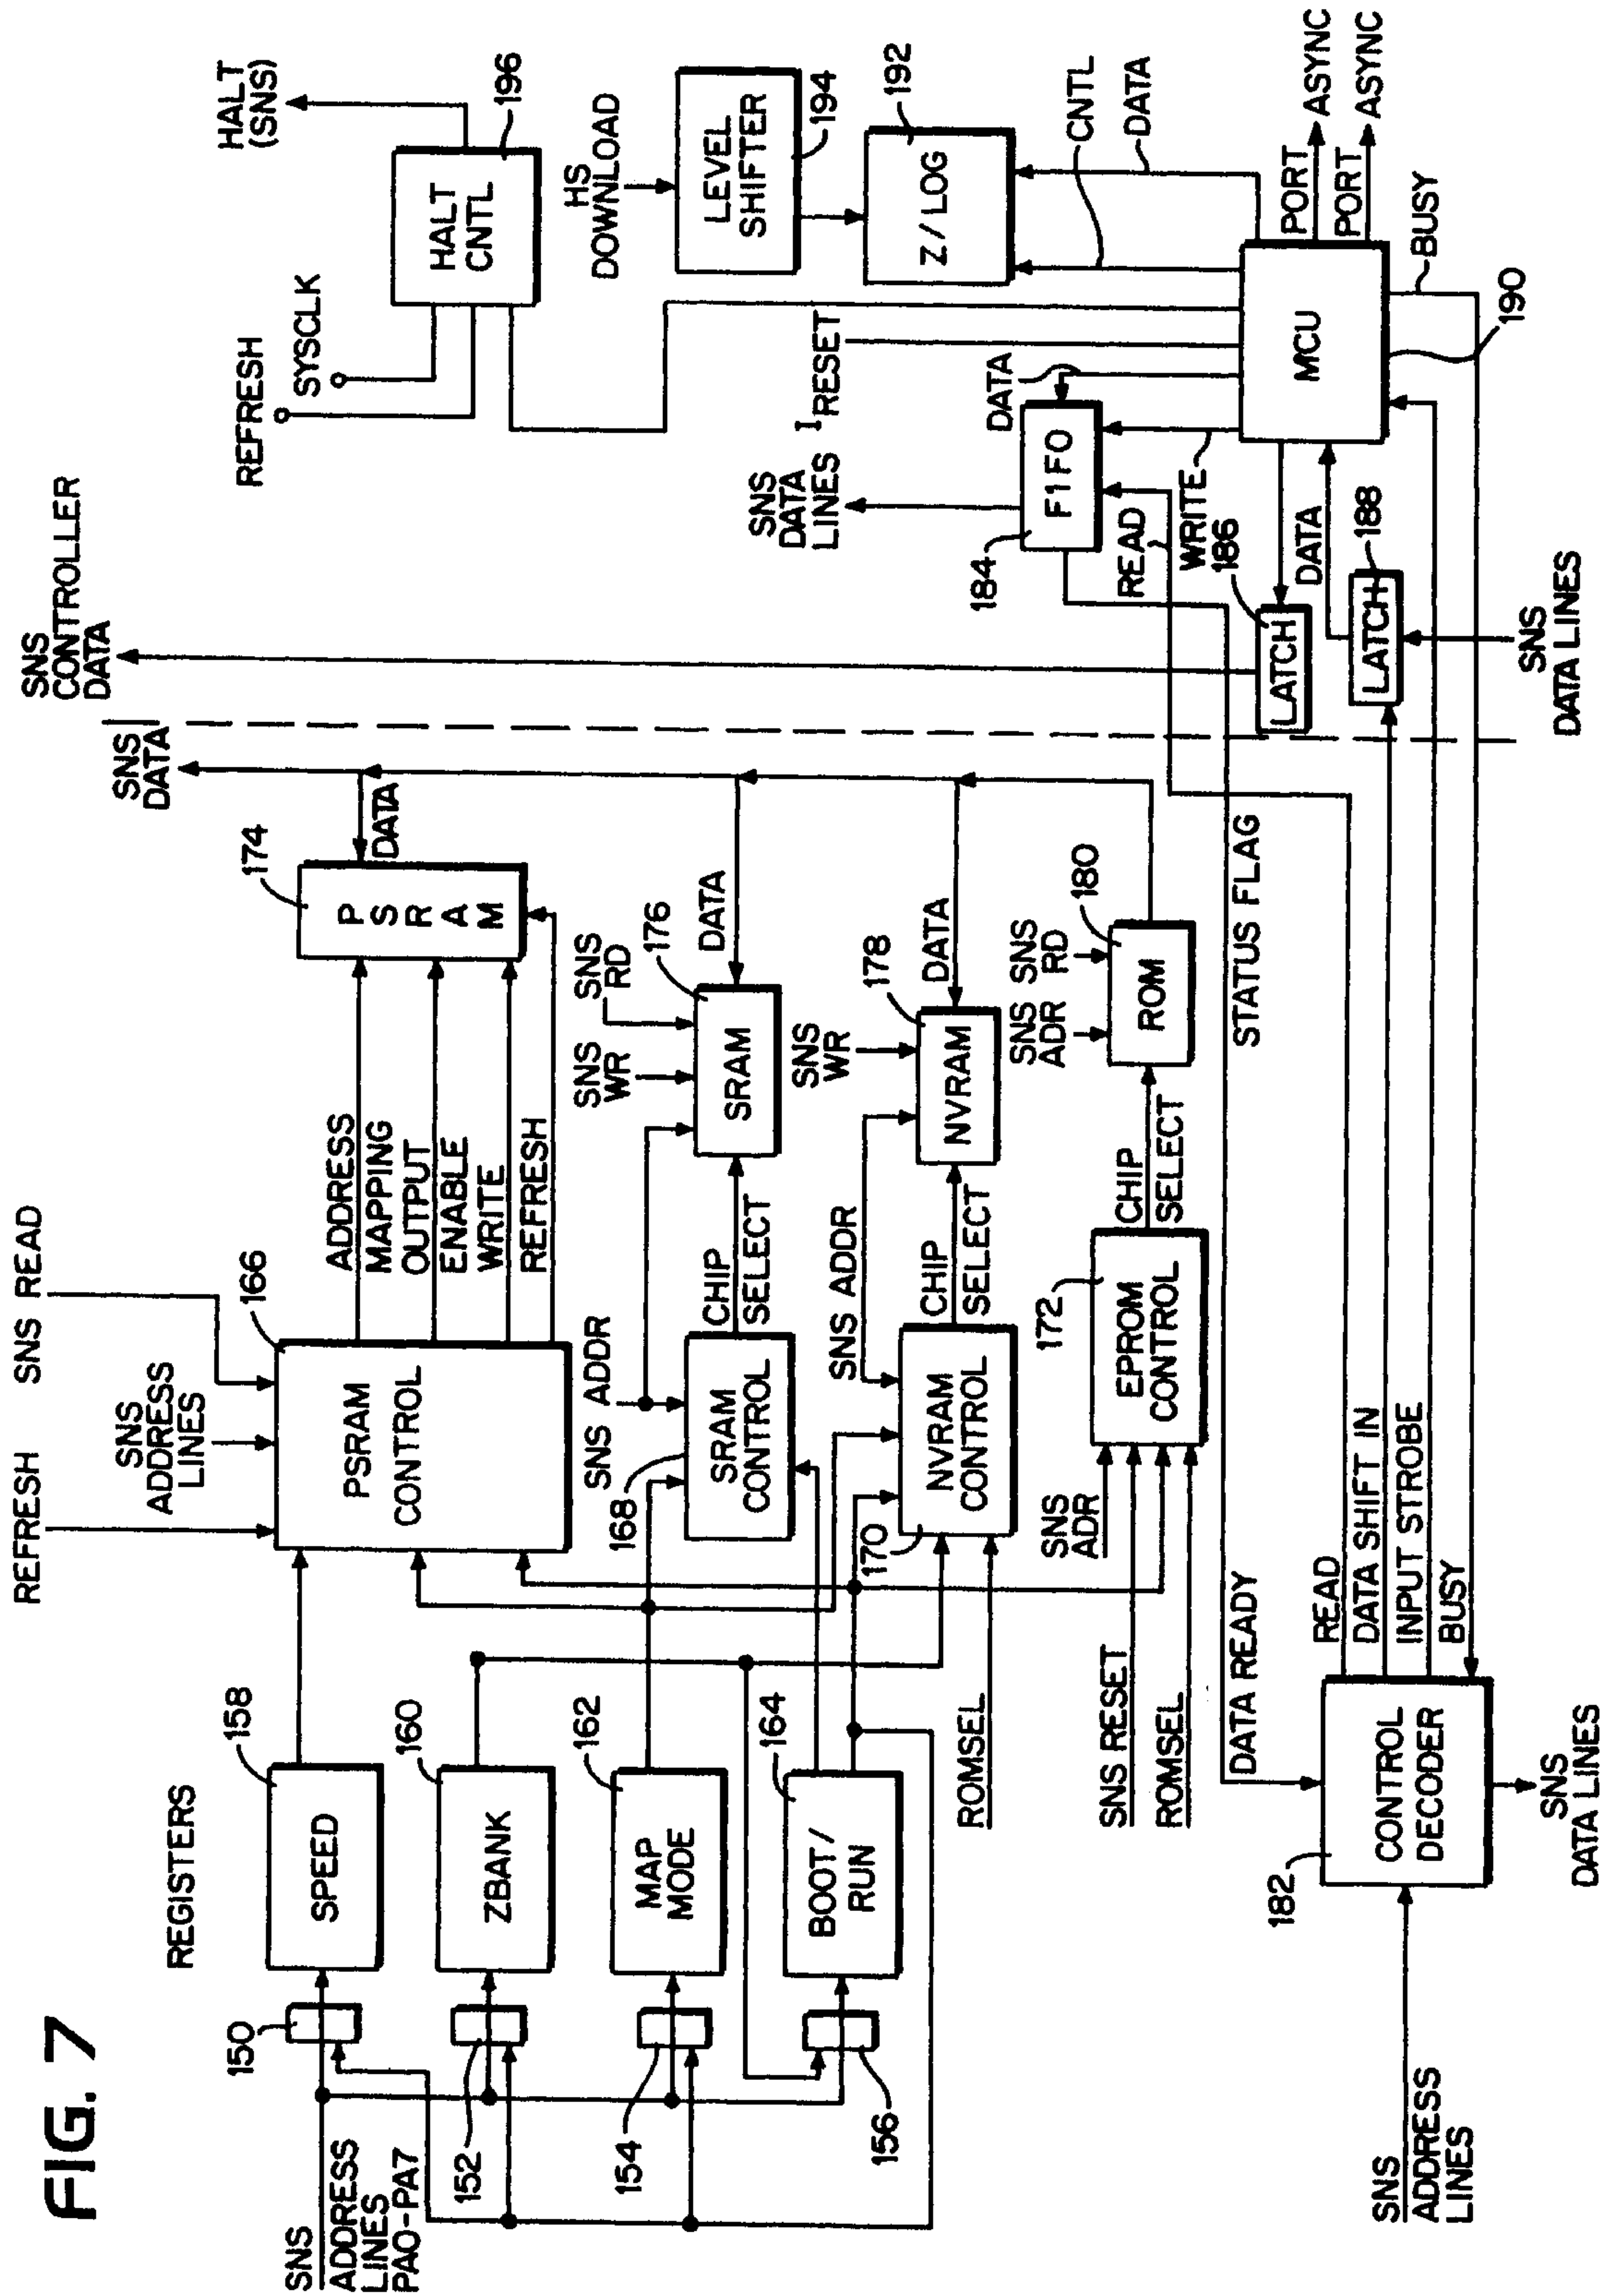 FIG. 7
REGISTERS
SNS
ADDRESS
LINES
PA0-PA7
150
152
154
156
158
SPEED
160
ZBANK
162
MAP
MODE
164
BOOT/
RUN
REFRESH
SNS READ
SNS
ADDRESS
LINES
166
PSRAM
CONTROL
ADDRESS
MAPPING
OUTPUT
ENABLE
WRITE
REFRESH
174
PSRAM
DATA
SNS
DATA
SNS ADDR
168
SRAM
CONTROL
CHIP
SELECT
SNS
WR
SNS
RD
176
SRAM
DATA
ROMSEL
170
NVRAM
CONTROL
SNS ADDR
CHIP
SELECT
SNS
WR
178
NVRAM
DATA
SNS
ADR
SNS RESET
ROMSEL
172
EPROM
CONTROL
CHIP
SELECT
SNS
ADR
SNS
RD
180
ROM
SNS
ADDRESS
LINES
182
CONTROL
DECODER
SNS
DATA LINES
DATA READY
STATUS FLAG
READ
DATA SHIFT IN
INPUT STROBE
BUSY
SNS
CONTROLLER
DATA
REFRESH
SYSCLK
HALT
CNTL
196
HALT
(SNS)
HS
DOWNLOAD
LEVEL
SHIFTER
194
Z/LOG
192
SNS
DATA
LINES
I RESET
184
F1F0
DATA
READ
WRITE
CNTL
DATA
186
LATCH
DATA
188
LATCH
SNS
DATA LINES
MCU
190
PORT
ASYNC
PORT
ASYNC
BUSY